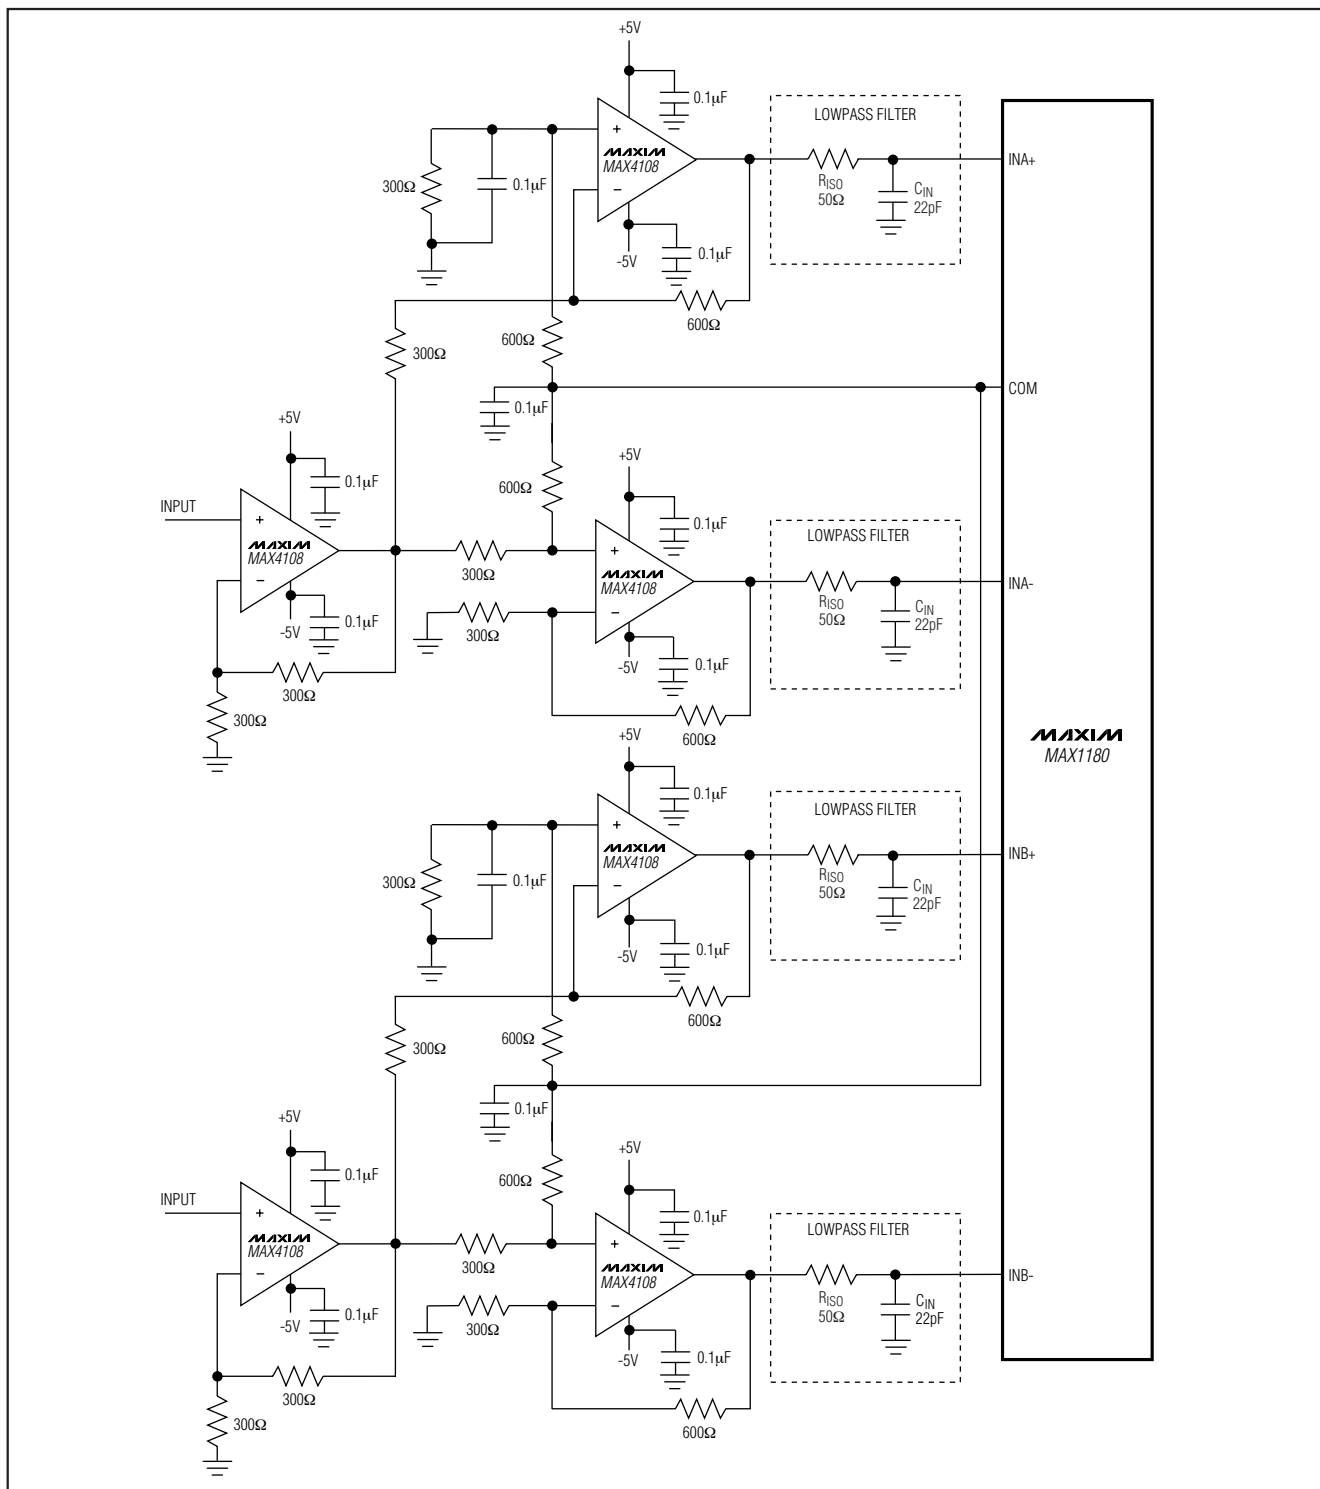 +5V
0.1µF
LOWPASS FILTER
+
MAXIM
MAX4108
−
INA+
300Ω
0.1µF
RISO
50Ω
CIN
22pF
-5V
0.1µF
600Ω
300Ω
600Ω
COM
0.1µF
+5V
0.1µF
600Ω
+5V
0.1µF
INPUT
+
MAXIM
MAX4108
−
LOWPASS FILTER
300Ω
+
MAXIM
MAX4108
−
INA-
RISO
50Ω
CIN
22pF
-5V
0.1µF
300Ω
-5V
0.1µF
300Ω
300Ω
600Ω
MAXIM
MAX1180
+5V
0.1µF
LOWPASS FILTER
+
MAXIM
MAX4108
−
INB+
300Ω
0.1µF
RISO
50Ω
CIN
22pF
-5V
0.1µF
600Ω
300Ω
600Ω
0.1µF
+5V
0.1µF
600Ω
+5V
0.1µF
INPUT
+
MAXIM
MAX4108
−
LOWPASS FILTER
300Ω
+
MAXIM
MAX4108
−
INB-
RISO
50Ω
CIN
22pF
-5V
0.1µF
300Ω
-5V
0.1µF
300Ω
300Ω
600Ω